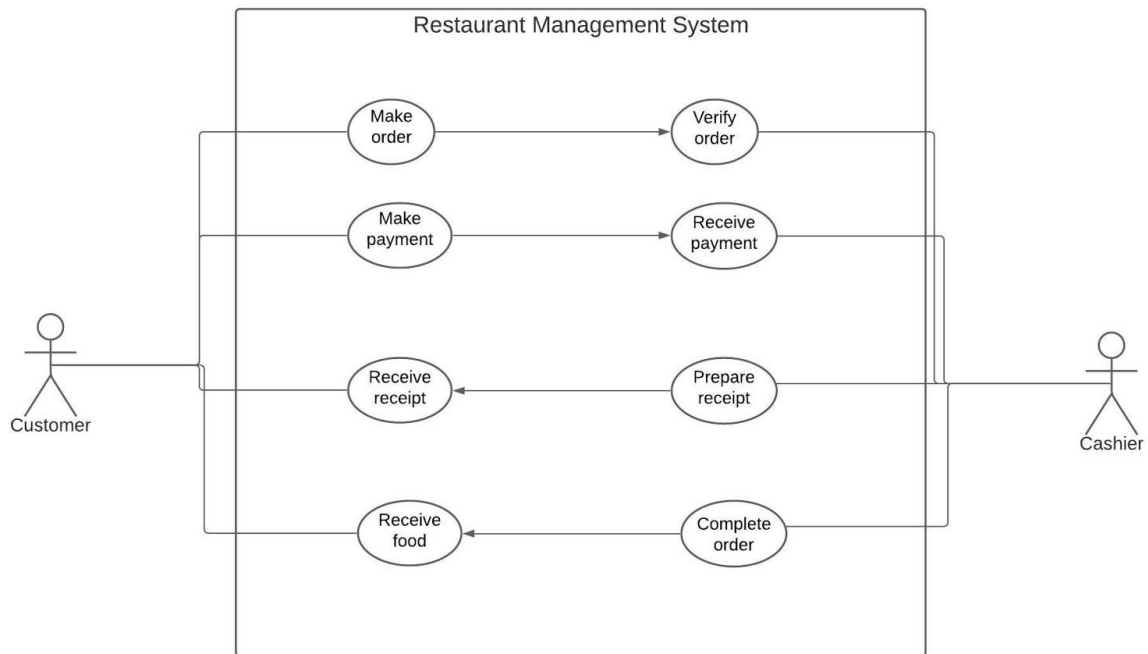 Restaurant Management System
Make
order
Verify
order
Make
payment
Receive
payment
Customer
Receive
receipt
Prepare
receipt
Cashier
Receive
food
Complete
order